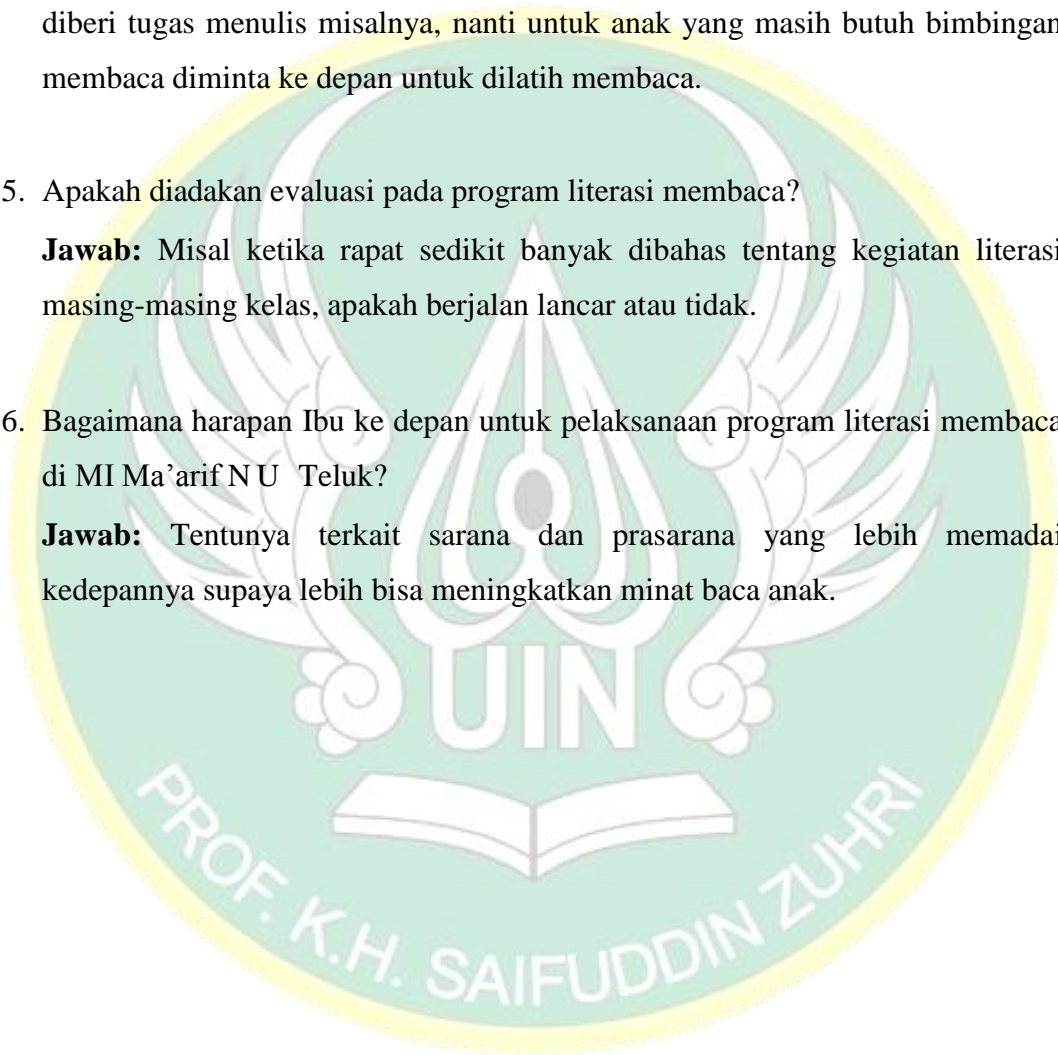 diberi tugas menulis misalnya, nanti untuk anak yang masih butuh bimbingan
membaca diminta ke depan untuk dilatih membaca.
5. Apakah diadakan evaluasi pada program literasi membaca?
Jawab: Misal ketika rapat sedikit banyak dibahas tentang kegiatan literasi
masing-masing kelas, apakah berjalan lancar atau tidak.
6. Bagaimana harapan Ibu ke depan untuk pelaksanaan program literasi membaca
di MI Ma’arif N U Teluk?
Jawab: Tentunya terkait sarana dan prasarana yang lebih memadai
kedepannya supaya lebih bisa meningkatkan minat baca anak.
UIN
PROF. K.H. SAIFUDDIN ZUHRI